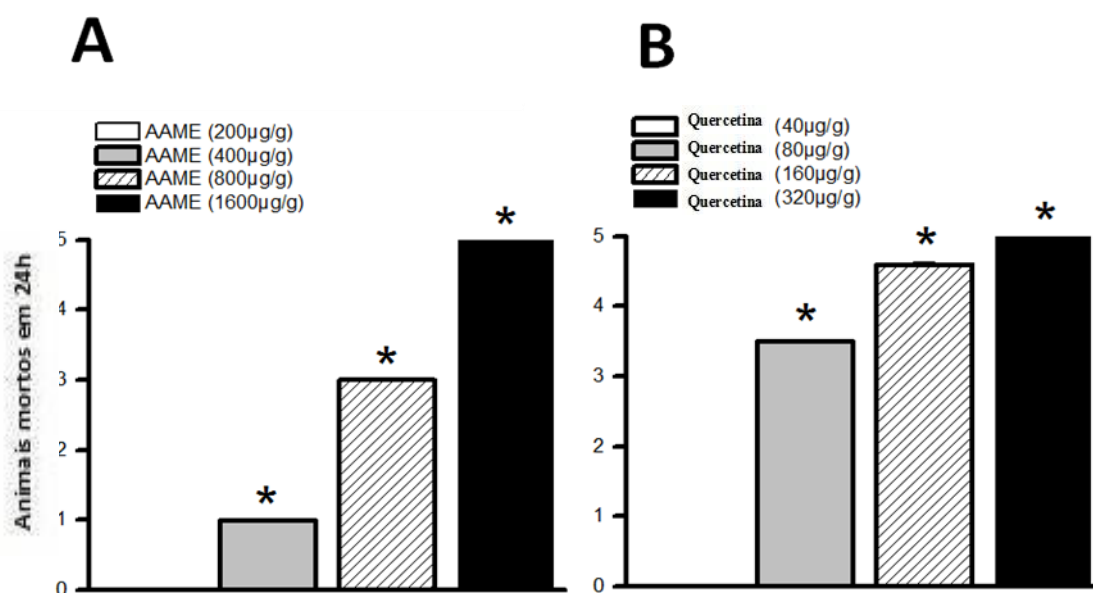 A
AAME (200µg/g)
AAME (400µg/g)
AAME (800µg/g)
AAME (1600µg/g)
*
5
4
*
3
2
*
1
0
Animais mortos em 24h
B
Quercetina (40µg/g)
Quercetina (80µg/g)
Quercetina (160µg/g)
Quercetina (320µg/g)
*
*
5
4
*
3
2
1
0